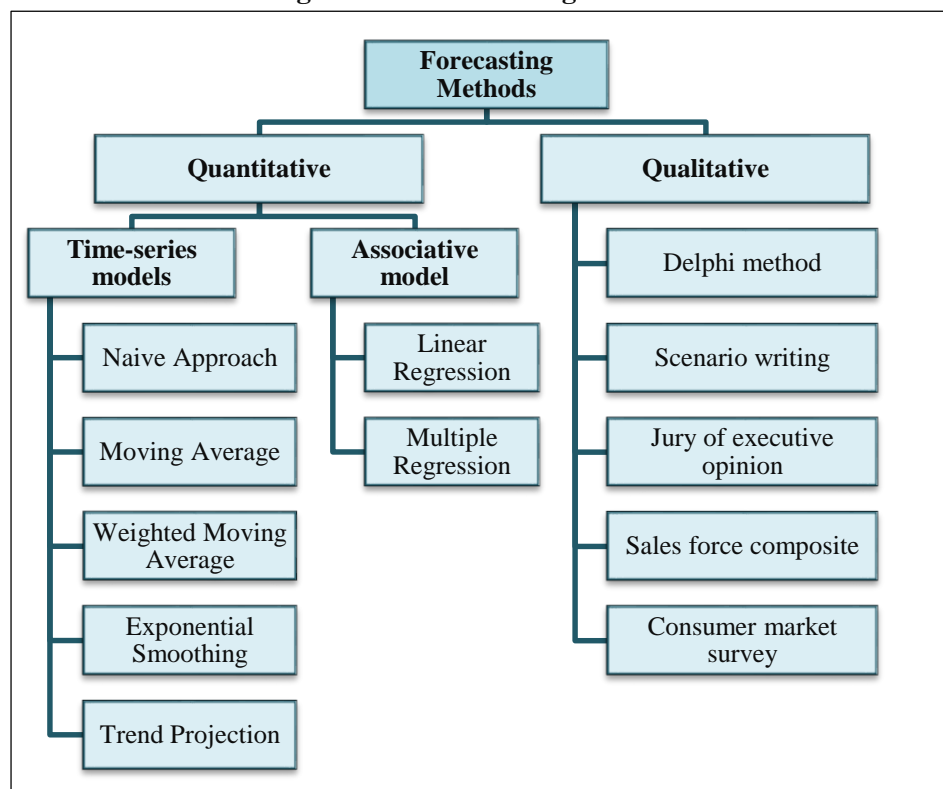 Forecasting
Methods
Quantitative
Qualitative
Time-series
models
Associative
model
Naive Approach
Moving Average
Weighted Moving
Average
Exponential
Smoothing
Trend Projection
Linear
Regression
Multiple
Regression
Delphi method
Scenario writing
Jury of executive
opinion
Sales force composite
Consumer market
survey